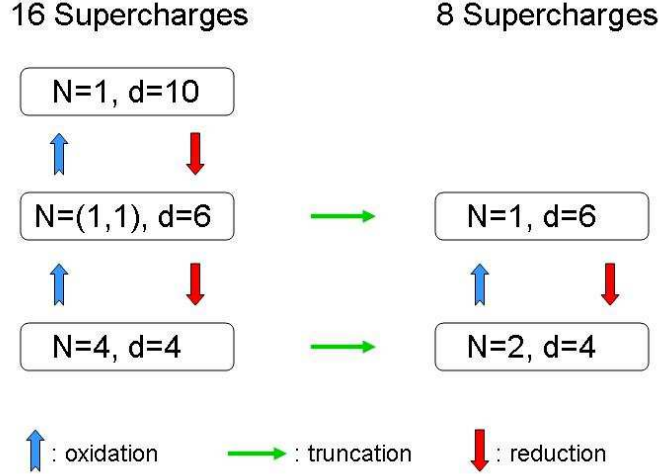 16 Supercharges 8 Supercharges
N=1, d=10
N=(1,1), d=6 N=1, d=6
N=4, d=4 N=2, d=4
: oxidation : truncation : reduction